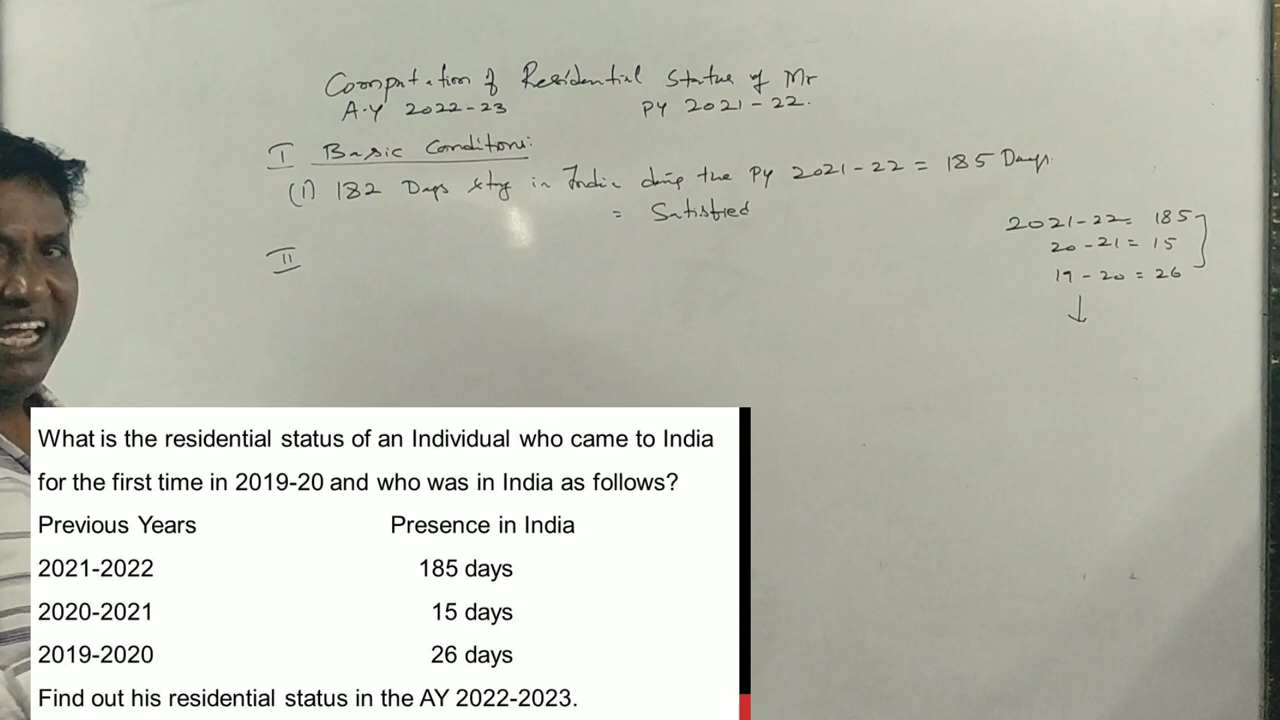 Computation of Residential Status of Mr
A.Y 2022-23 PY 2021-22.
I Basic Conditions:
(1) 182 Days stay in India during the PY 2021-22 = 185 Days.
= Satisfied
II
2021-22= 185
20-21= 15
19-20= 26
What is the residential status of an Individual who came to India
for the first time in 2019-20 and who was in India as follows?
Previous Years Presence in India
2021-2022 185 days
2020-2021 15 days
2019-2020 26 days
Find out his residential status in the AY 2022-2023.